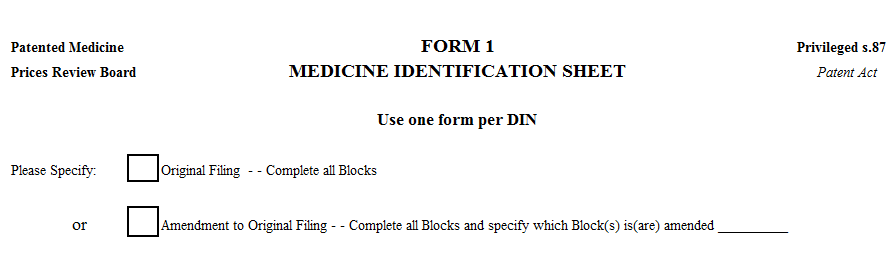 Patented Medicine FORM 1 Privileged s.87
Prices Review Board MEDICINE IDENTIFICATION SHEET Patent Act
Use one form per DIN
Please Specify: Original Filing - - Complete all Blocks
or Amendment to Original Filing - - Complete all Blocks and specify which Block(s) is(are) amended __________